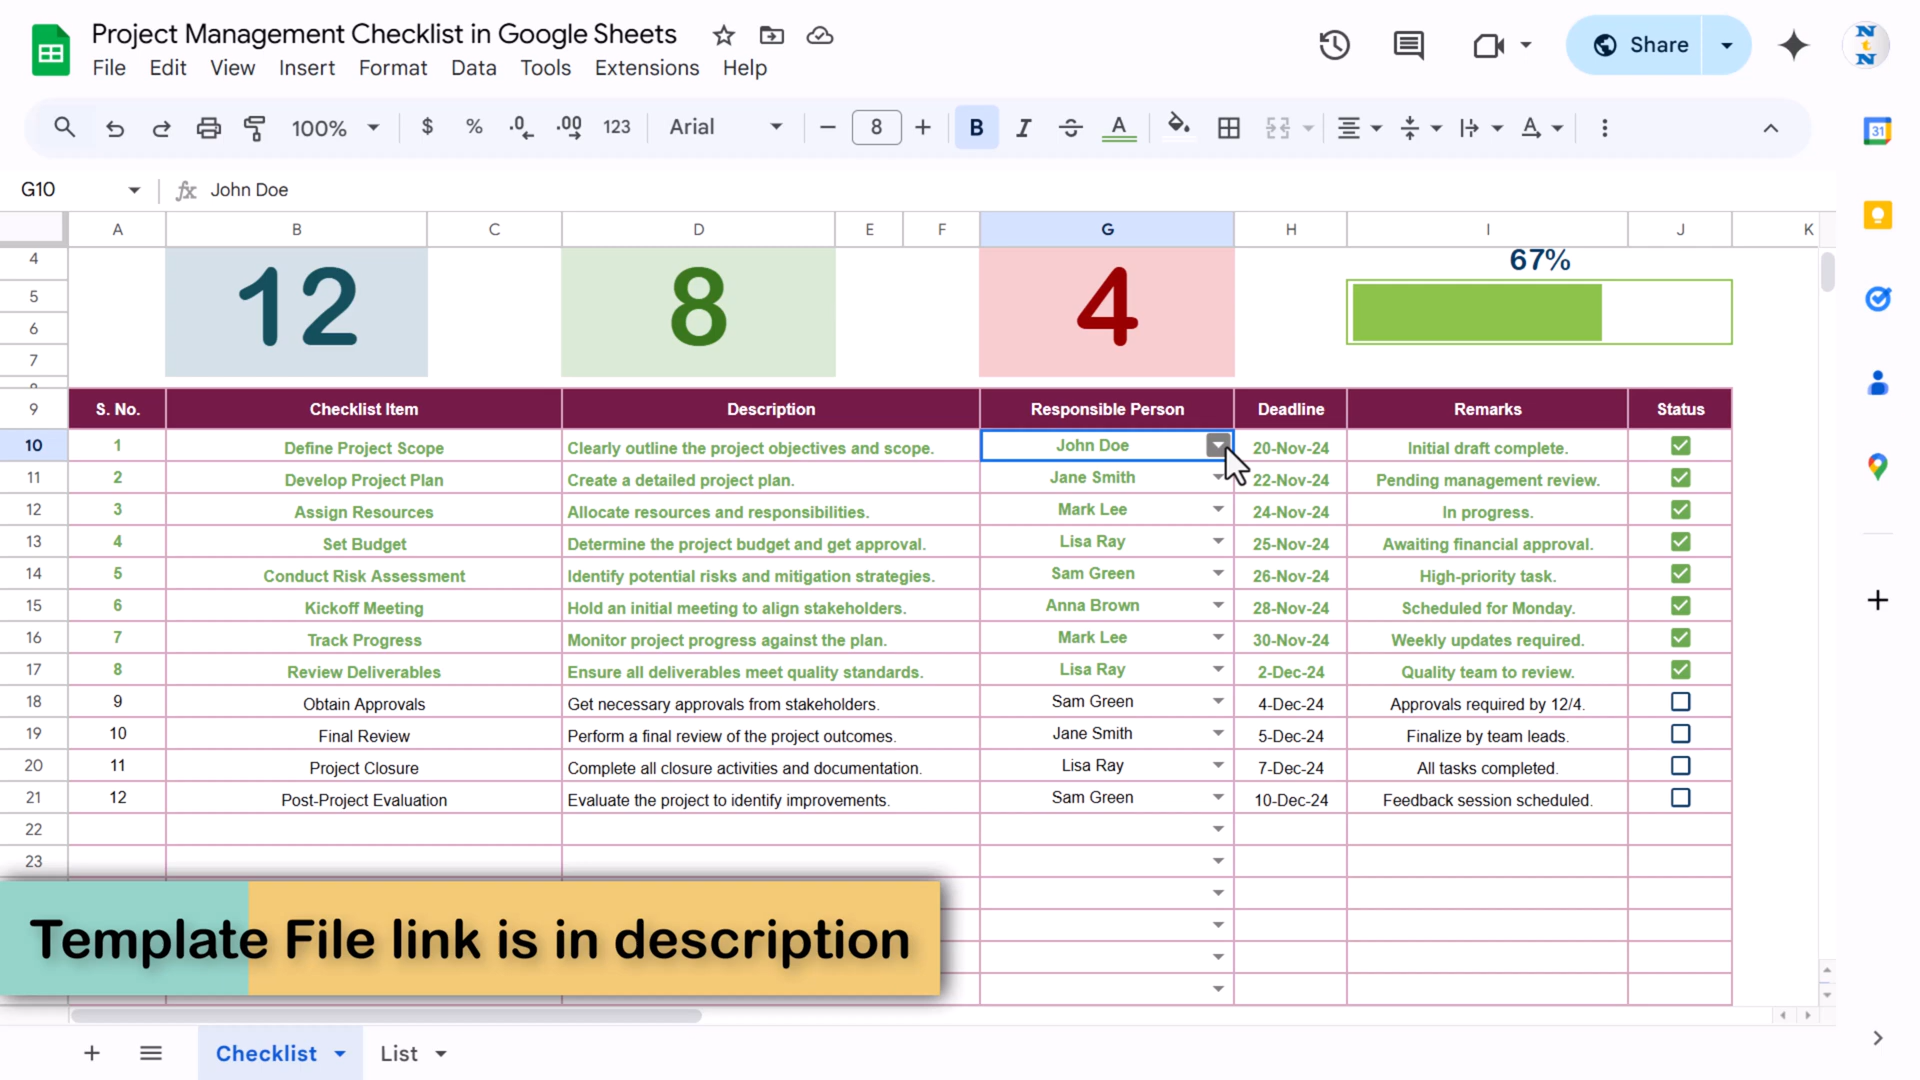 Project Management Checklist in Google Sheets
File Edit View Insert Format Data Tools Extensions Help
Share
N t N
100% $ % .0 .00 123 Arial 8 B I A A
31
G10 fx John Doe
A B C D E F G H I J K
4 67%
5 12 8 4
6
7
9 S. No. Checklist Item Description Responsible Person Deadline Remarks Status
10 1 Define Project Scope Clearly outline the project objectives and scope. John Doe 20-Nov-24 Initial draft complete.
11 2 Develop Project Plan Create a detailed project plan. Jane Smith 22-Nov-24 Pending management review.
12 3 Assign Resources Allocate resources and responsibilities. Mark Lee 24-Nov-24 In progress.
13 4 Set Budget Determine the project budget and get approval. Lisa Ray 25-Nov-24 Awaiting financial approval.
14 5 Conduct Risk Assessment Identify potential risks and mitigation strategies. Sam Green 26-Nov-24 High-priority task.
15 6 Kickoff Meeting Hold an initial meeting to align stakeholders. Anna Brown 28-Nov-24 Scheduled for Monday.
16 7 Track Progress Monitor project progress against the plan. Mark Lee 30-Nov-24 Weekly updates required.
17 8 Review Deliverables Ensure all deliverables meet quality standards. Lisa Ray 2-Dec-24 Quality team to review.
18 9 Obtain Approvals Get necessary approvals from stakeholders. Sam Green 4-Dec-24 Approvals required by 12/4.
19 10 Final Review Perform a final review of the project outcomes. Jane Smith 5-Dec-24 Finalize by team leads.
20 11 Project Closure Complete all closure activities and documentation. Lisa Ray 7-Dec-24 All tasks completed.
21 12 Post-Project Evaluation Evaluate the project to identify improvements. Sam Green 10-Dec-24 Feedback session scheduled.
22
23
Template File link is in description
Checklist List